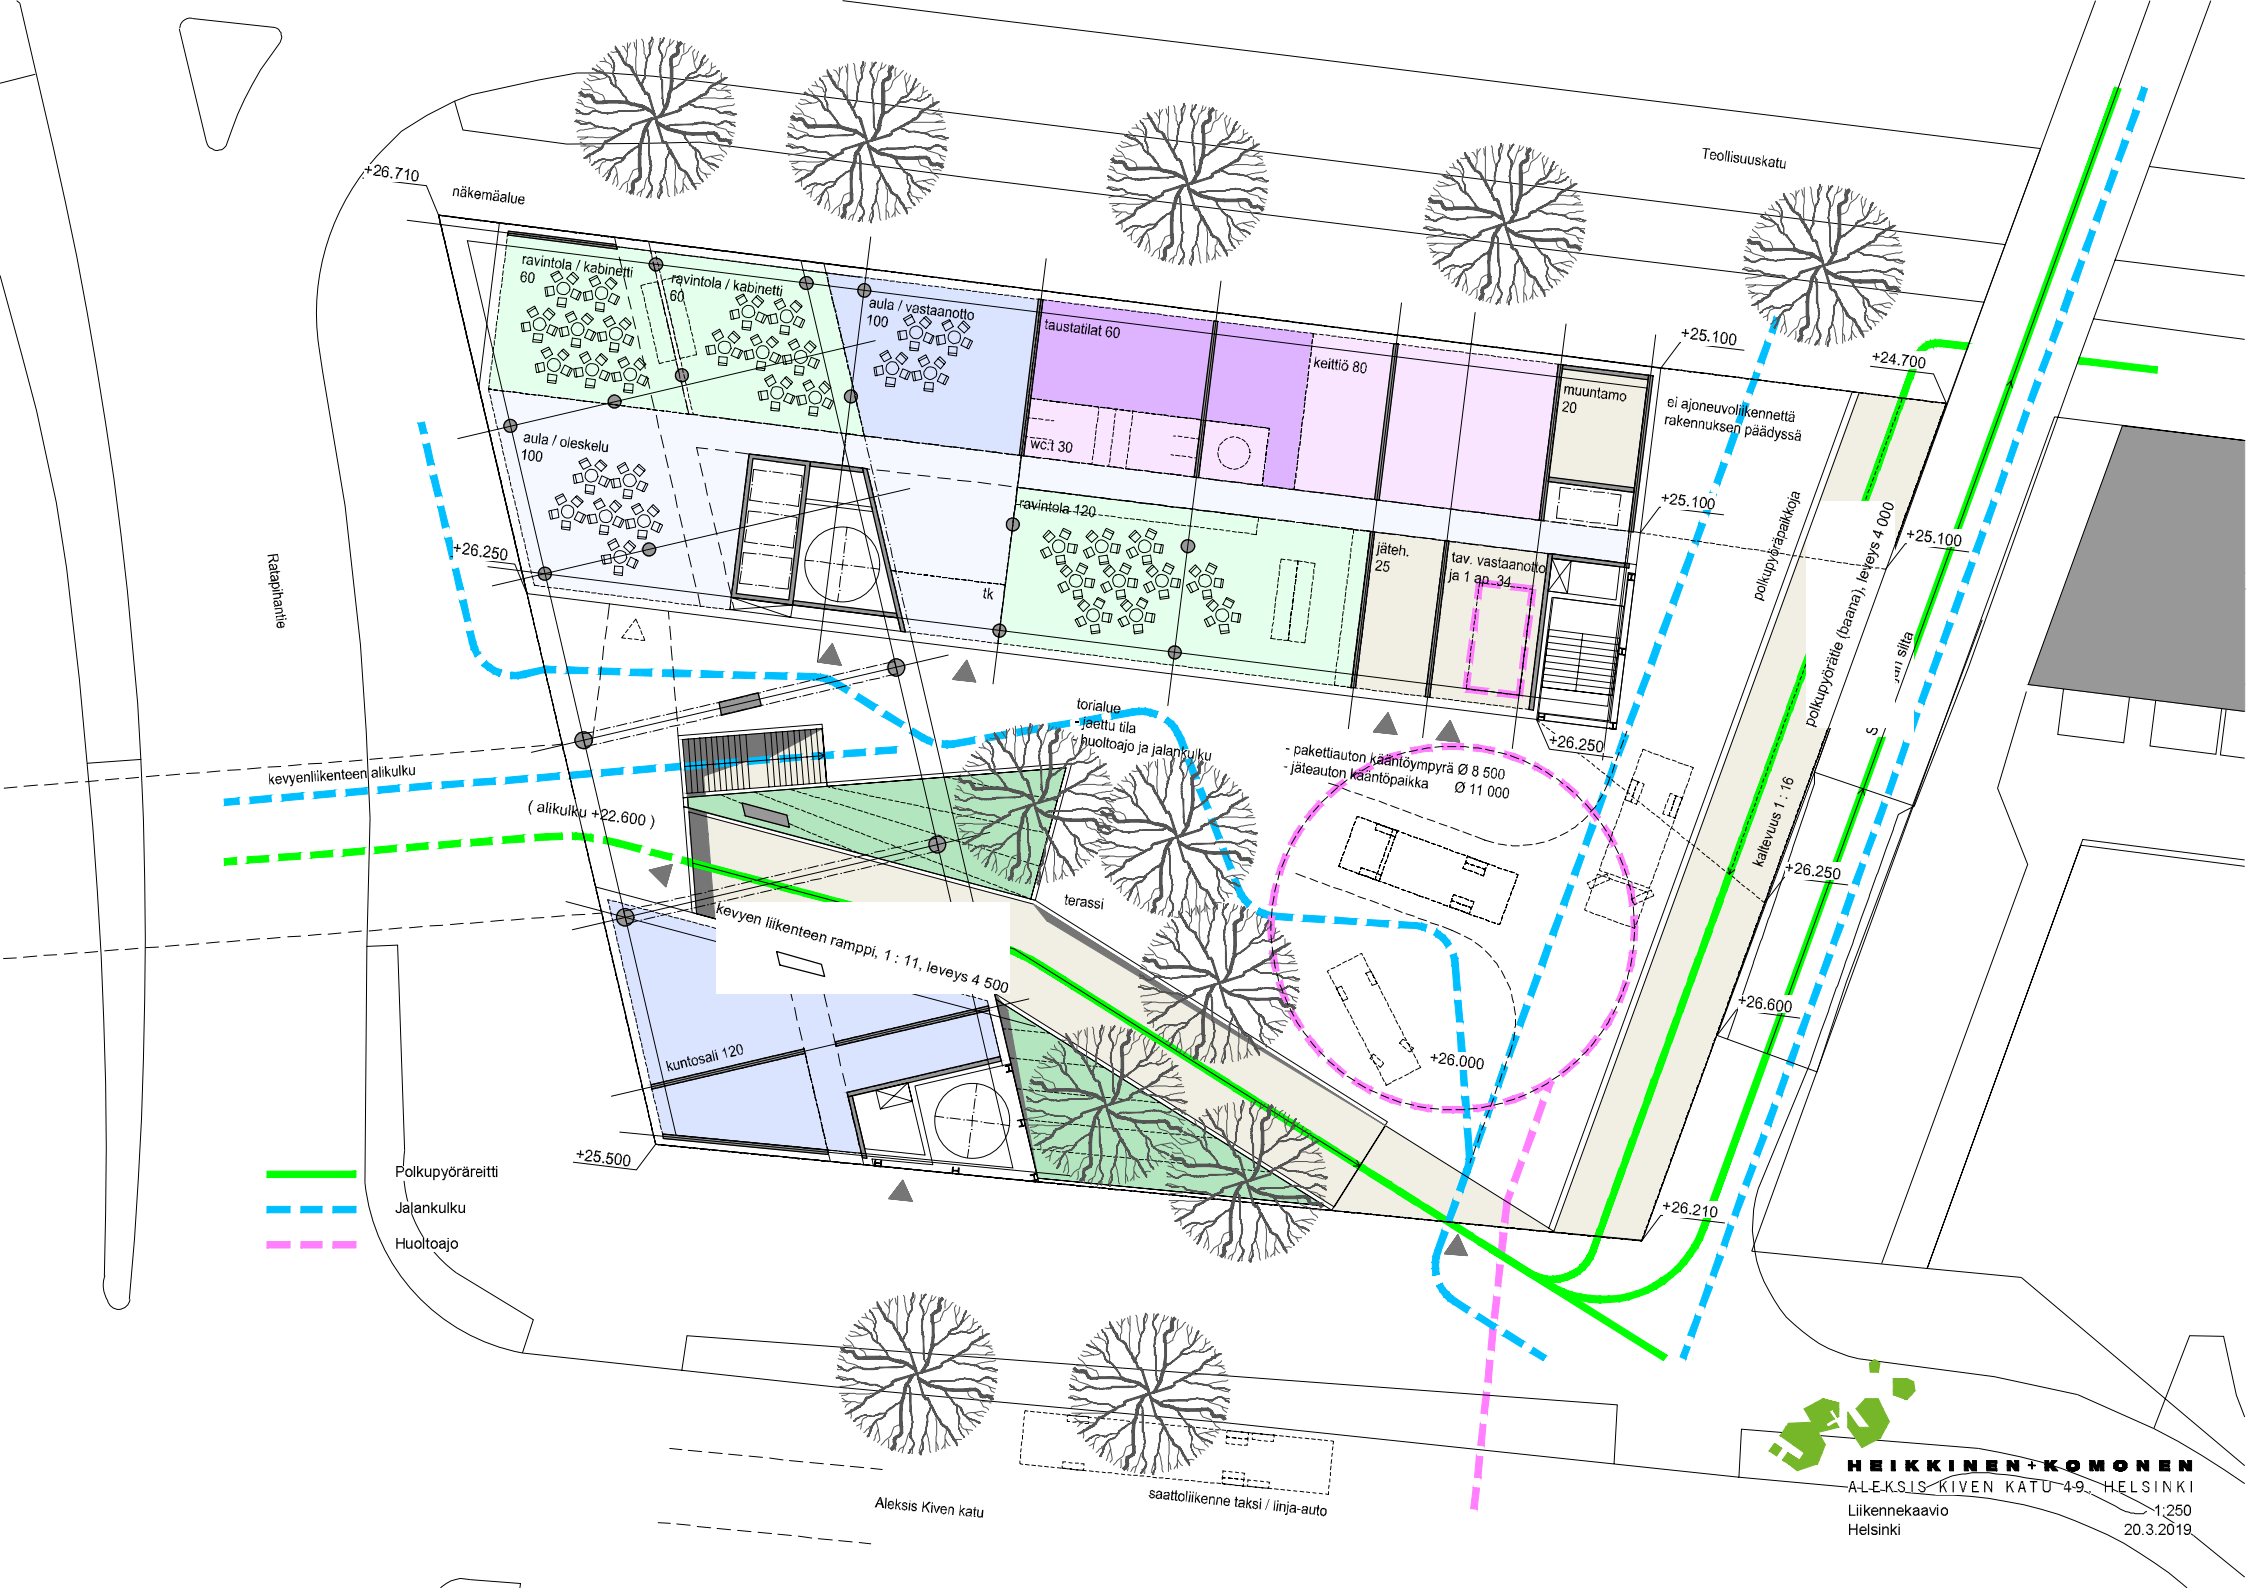 Teollisuuskatu
+26.710
näkemäalue
ravintola / kabinetti
60
ravintola / kabinetti
60
aula / vastaanotto
100
taustatilat 60
keittiö 80
+25.100
+24.700
muuntamo
20
ei ajoneuvoliikennettä
rakennuksen päädyssä
aula / oleskelu
100
wc:t 30
ravintola 120
+25.100
polkupyöräpaikkoja
polkupyörätie (baana), leveys 4 000
+25.100
+26.250
jäteh.
25
tav. vastaanotto
ja 1 ap 34
Ratapihantie
tk
silta
torialue
- jaettu tila
- huoltoajo ja jalankulku
- pakettiauton kääntöympyrä Ø 8 500
- jäteauton kääntöpaikka Ø 11 000
+26.250
kevyenliikenteen alikulku
( alikulku +22.600 )
kaltevuus 1 : 16
+26.250
terassi
kevyen liikenteen ramppi, 1 : 11, leveys 4 500
+26.600
kuntosali 120
+26.000
+25.500
+26.210
Polkupyöräreitti
Jalankulku
Huoltoajo
saattoliikenne taksi / linja-auto
Aleksis Kiven katu
HEIKKINEN+KOMONEN
ALEKSIS KIVEN KATU 49, HELSINKI
Liikennekaavio 1:250
Helsinki 20.3.2019